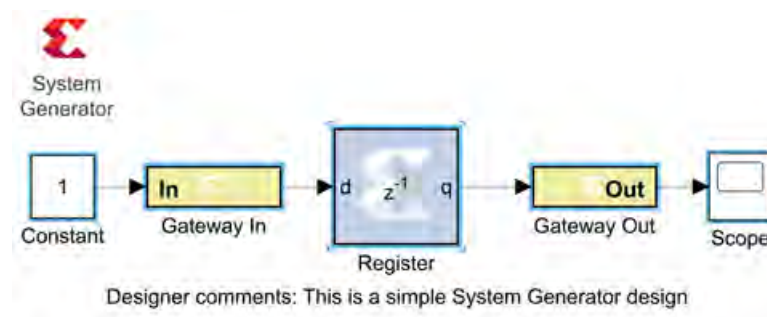 System
Generator
1
In
d
z-1
q
Out
Constant
Gateway In
Register
Gateway Out
Scope
Designer comments: This is a simple System Generator design